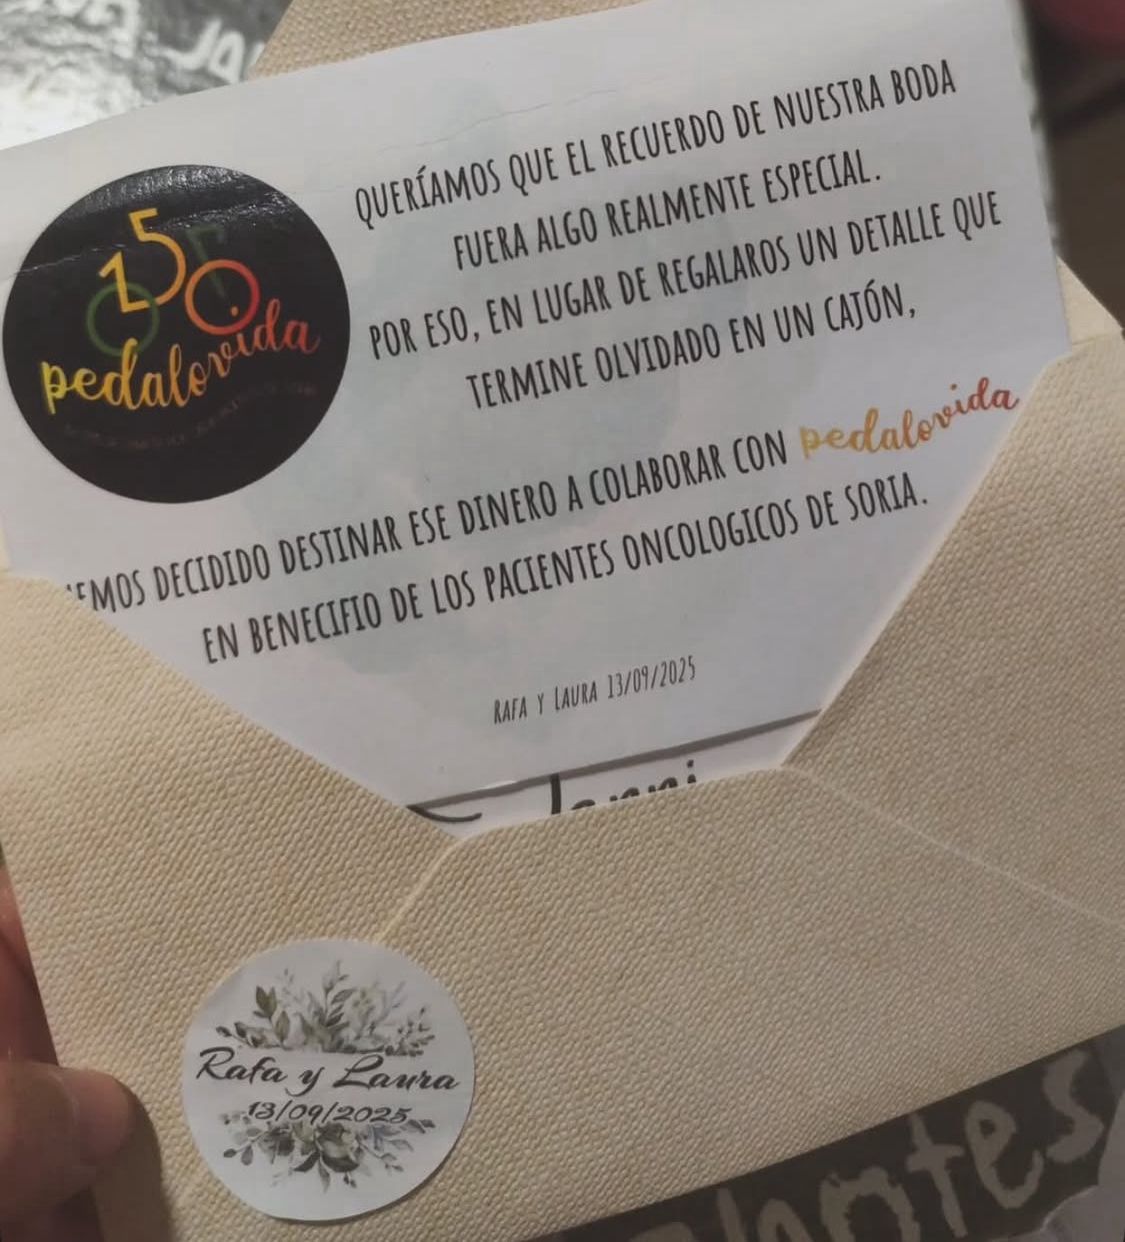 150
pedalovida
QUERÍAMOS QUE EL RECUERDO DE NUESTRA BODA
FUERA ALGO REALMENTE ESPECIAL.
POR ESO, EN LUGAR DE REGALAROS UN DETALLE QUE
TERMINE OLVIDADO EN UN CAJÓN,
HEMOS DECIDIDO DESTINAR ESE DINERO A COLABORAR CON pedalovida
EN BENECIFIO DE LOS PACIENTES ONCOLOGICOS DE SORIA.
RAFA Y LAURA 13/09/2025
Rafa y Laura
13/09/2025